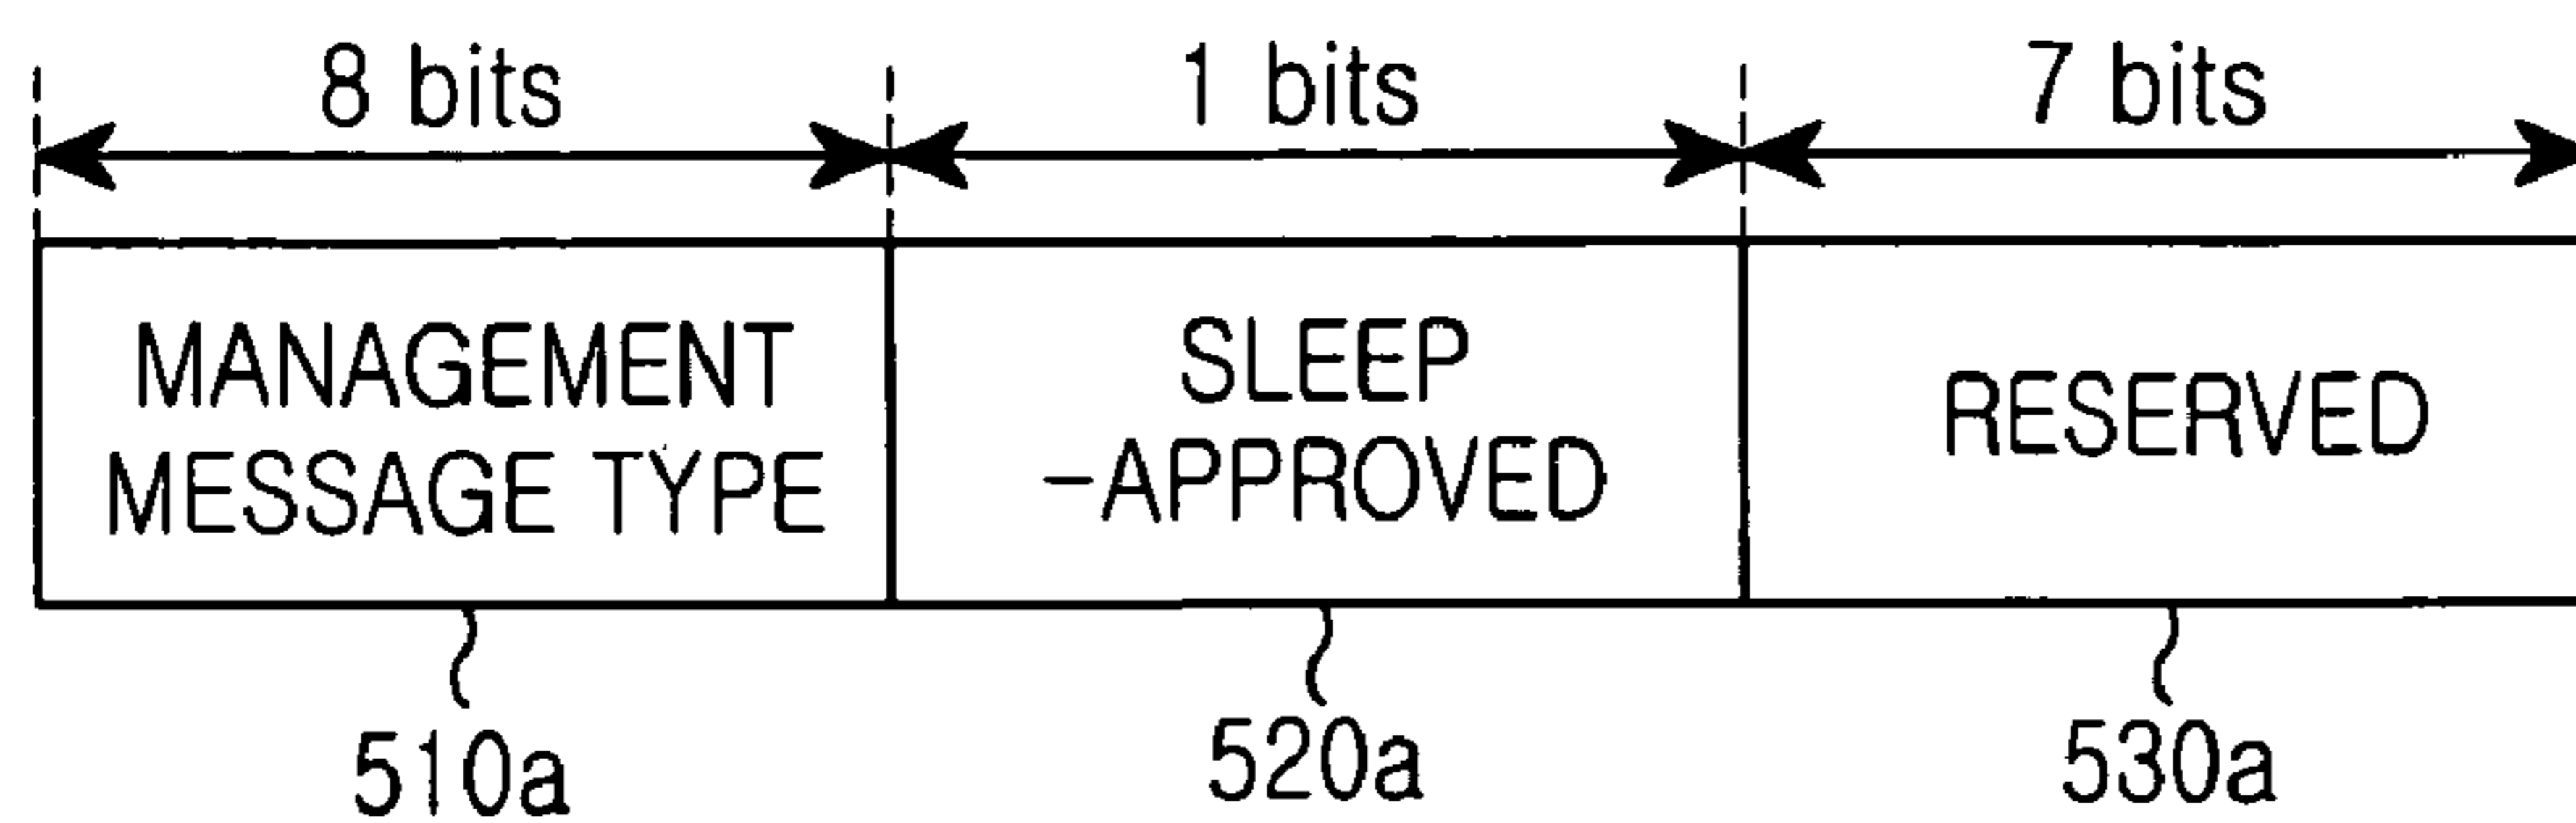 8 bits
1 bits
7 bits
MANAGEMENT
MESSAGE TYPE
SLEEP
-APPROVED
RESERVED
510a
520a
530a